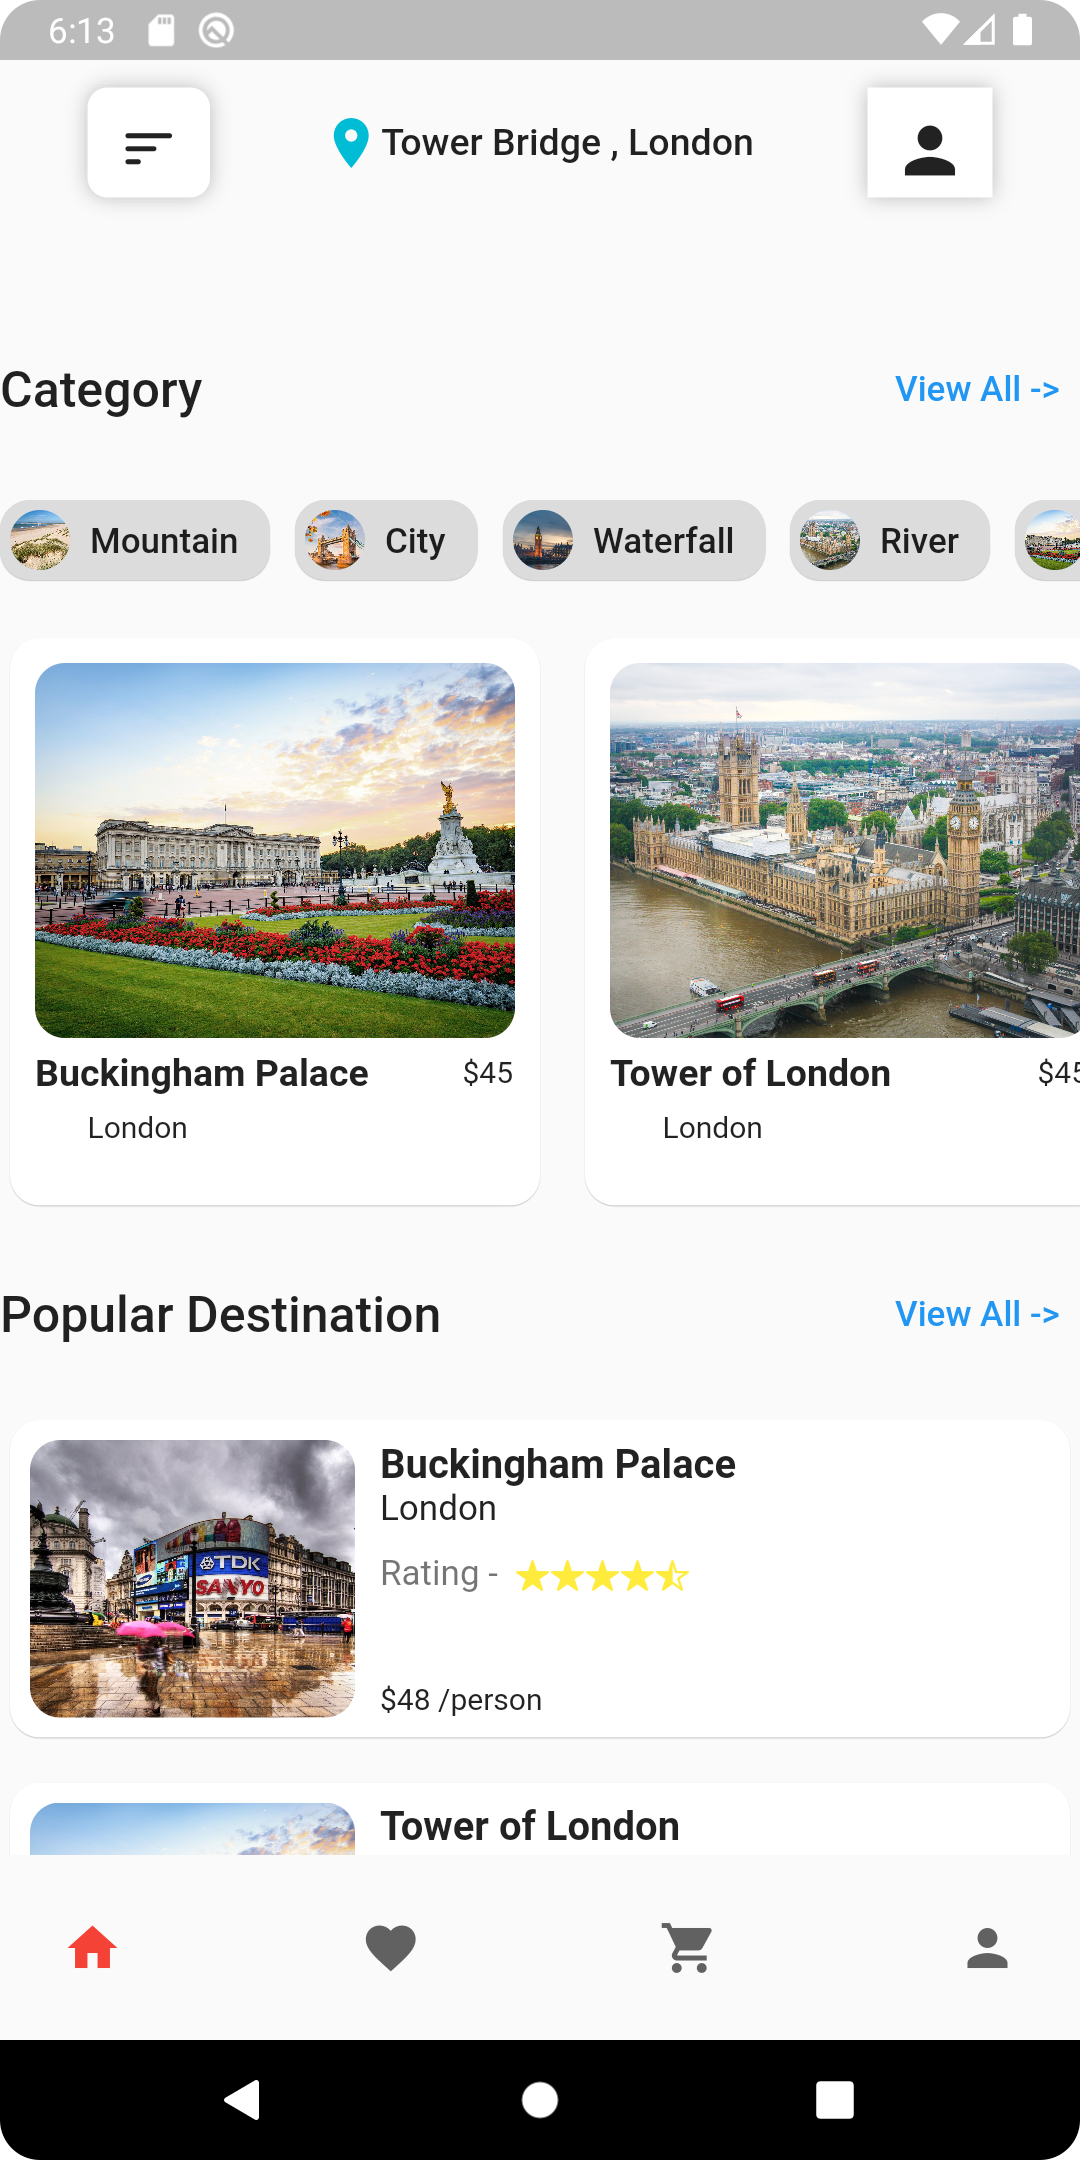 6:13
Tower Bridge , London
Category
View All ->
Mountain
City
Waterfall
River
Buckingham Palace
$45
London
Tower of London
$45
London
Popular Destination
View All ->
TDK
SANYO
Buckingham Palace
London
Rating -
$48 /person
Tower of London